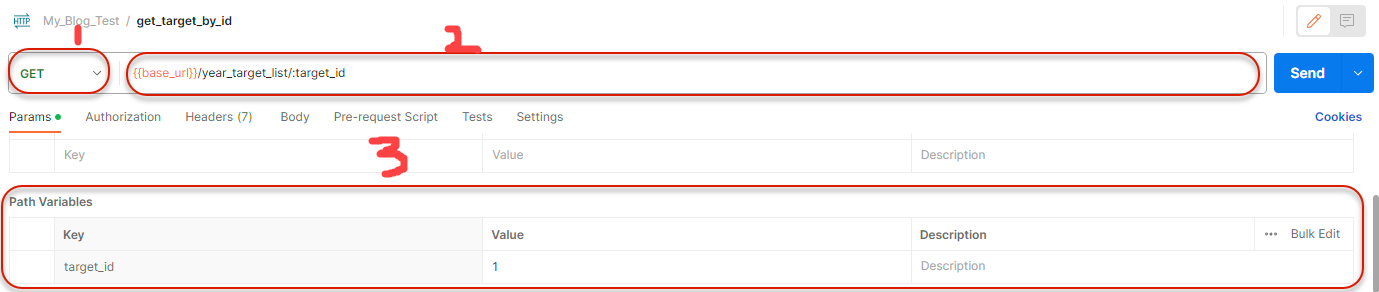 HTTP My_Blog_Test / get_target_by_id
1 2
GET {{base_url}}/year_target_list/:target_id Send
Params Authorization Headers (7) Body Pre-request Script Tests Settings Cookies
3
Key Value Description
Path Variables
Key Value Description ••• Bulk Edit
target_id 1 Description